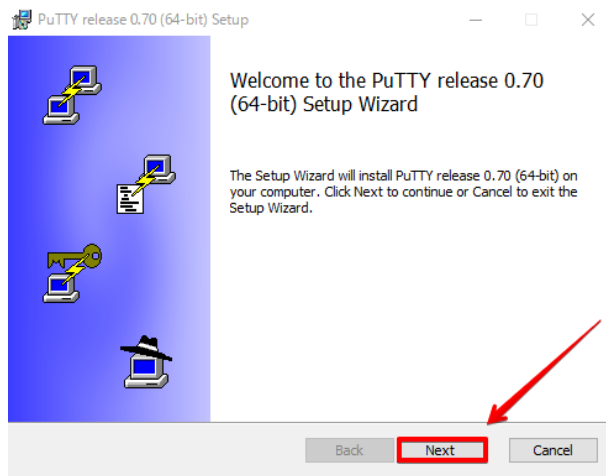 PuTTY release 0.70 (64-bit) Setup
Welcome to the PuTTY release 0.70
(64-bit) Setup Wizard
The Setup Wizard will install PuTTY release 0.70 (64-bit) on
your computer. Click Next to continue or Cancel to exit the
Setup Wizard.
Back Next Cancel